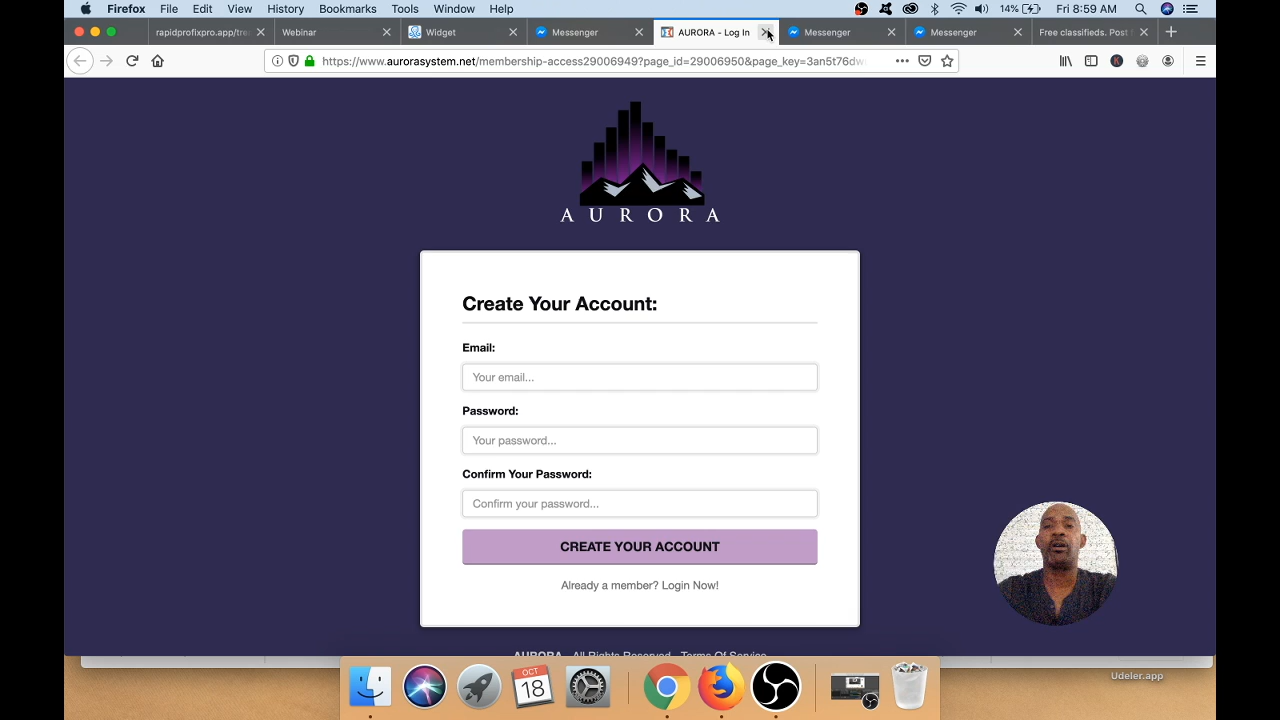 Firefox File Edit View History Bookmarks Tools Window Help 14% Fri 8:59 AM
rapidprofixpro.app/tre Webinar Widget Messenger AURORA - Log In Messenger Messenger Free classifieds. Post
https://www.aurorasystem.net/membership-access29006949?page_id=29006950&page_key=3an5t76dw
AURORA
Create Your Account:
Email:
Your email...
Password:
Your password...
Confirm Your Password:
Confirm your password...
CREATE YOUR ACCOUNT
Already a member? Login Now!
AURORA All Rights Reserved Terms Of Service
OCT
18
Udeler.app